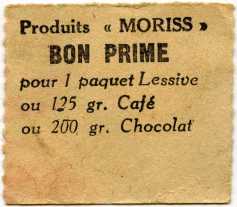 Produits « MORISS »
BON PRIME
pour 1 paquet Lessive
ou 125 gr. Café
ou 200 gr. Chocolat